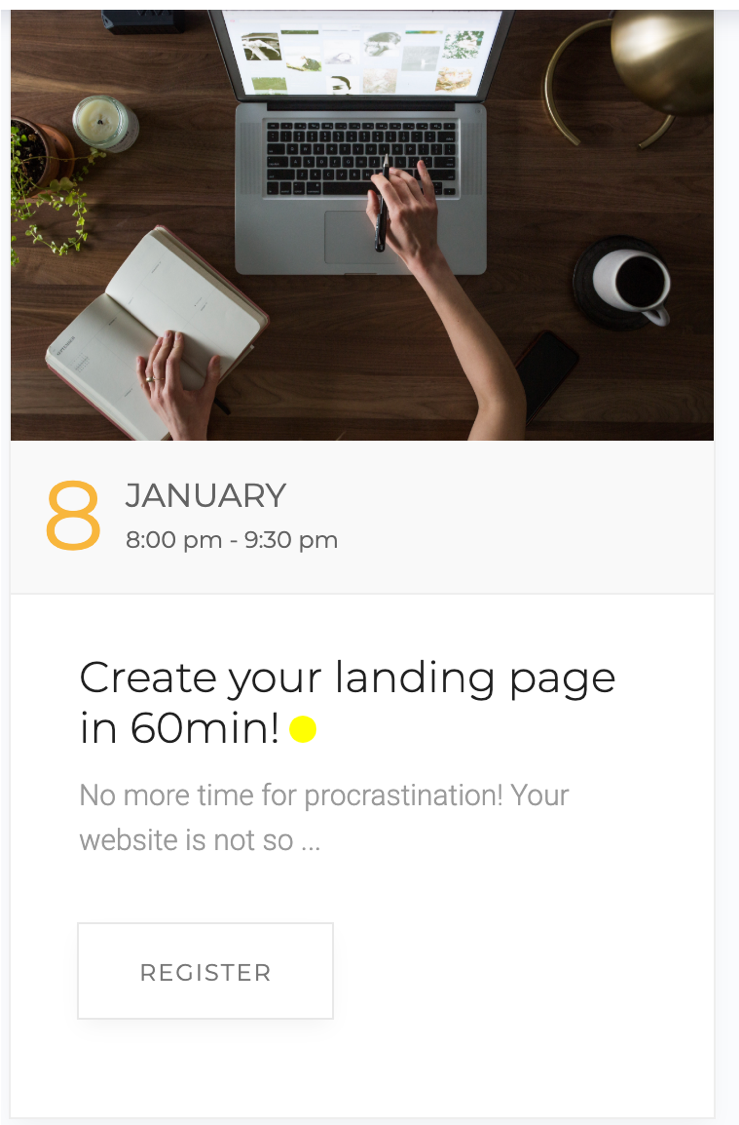 8
JANUARY
8:00 pm - 9:30 pm
Create your landing page
in 60min!
No more time for procrastination! Your
website is not so ...
REGISTER